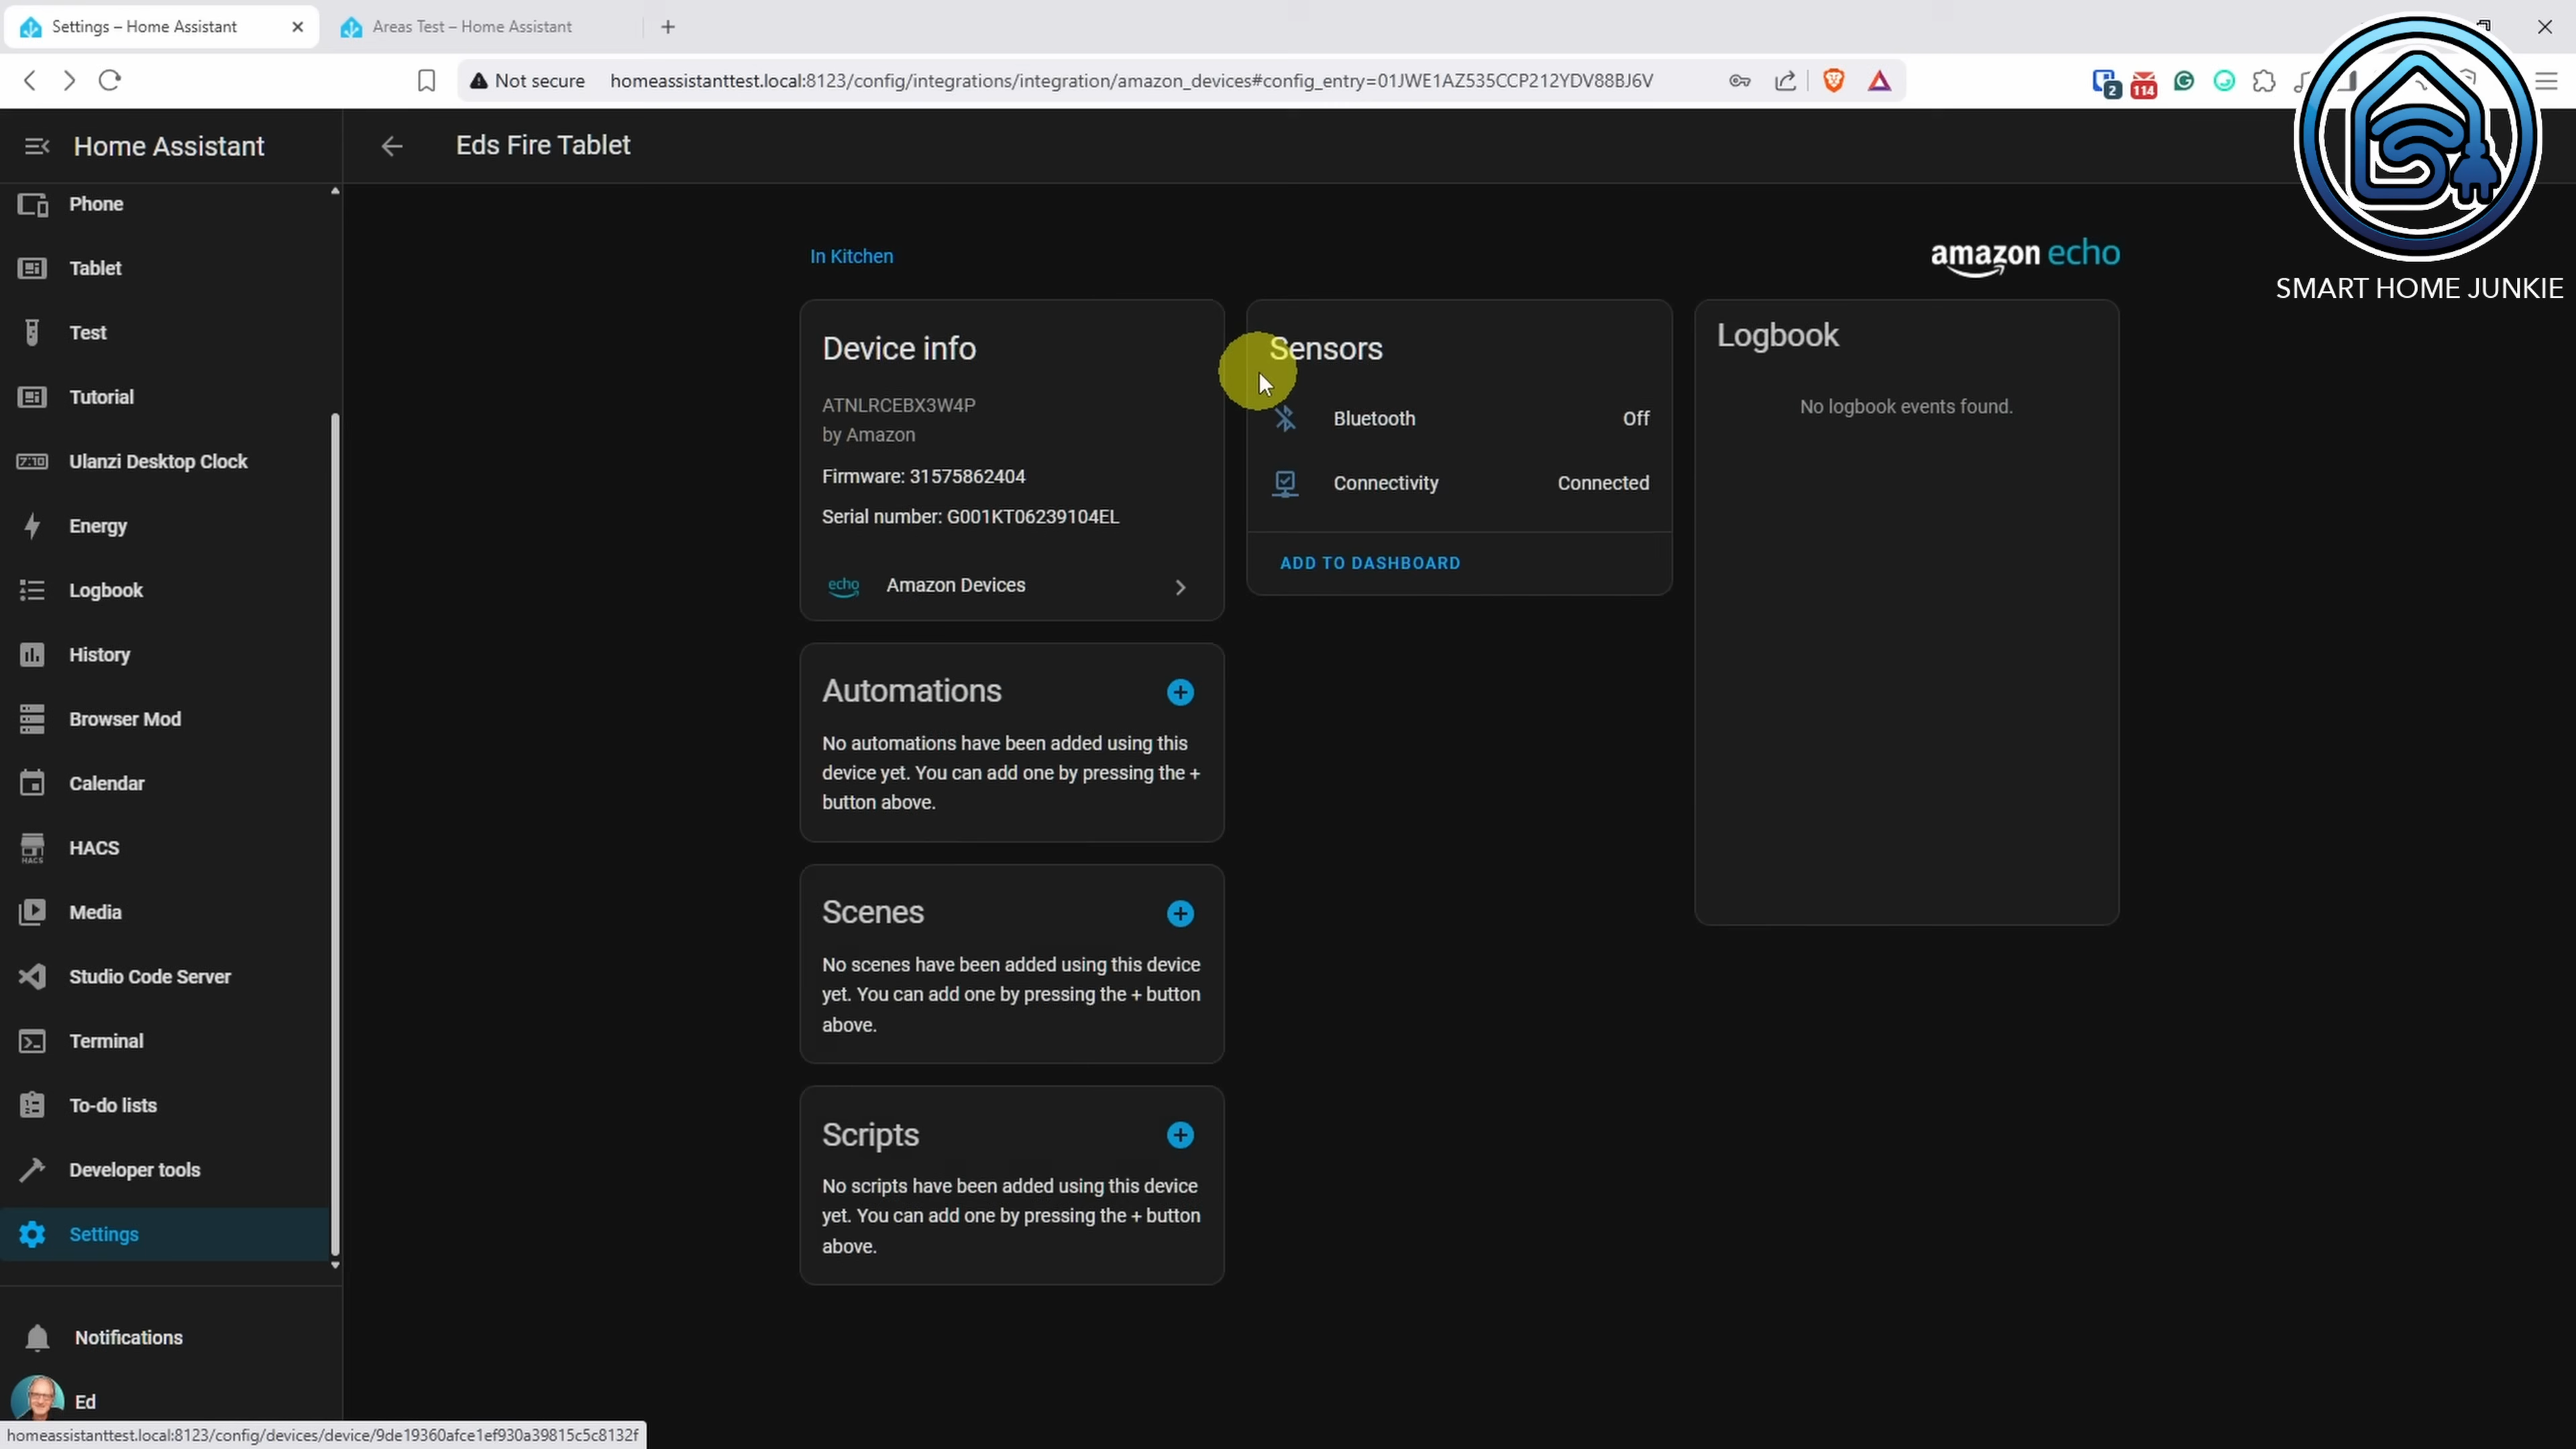 Settings – Home Assistant
Areas Test – Home Assistant
Not secure homeassistanttest.local:8123/config/integrations/integration/amazon_devices#config_entry=01JWE1AZ535CCP212YDV88BJ6V
2
114
Home Assistant
Eds Fire Tablet
SMART HOME JUNKIE
Phone
Tablet
Test
Tutorial
7:10
Ulanzi Desktop Clock
Energy
Logbook
History
Browser Mod
Calendar
HACS
HACS
Media
Studio Code Server
Terminal
To-do lists
Developer tools
Settings
Notifications
Ed
In Kitchen
amazon echo
Device info
ATNLRCEBX3W4P
by Amazon
Firmware: 31575862404
Serial number: G001KT06239104EL
echo Amazon Devices
Automations
No automations have been added using this
device yet. You can add one by pressing the +
button above.
Scenes
No scenes have been added using this device
yet. You can add one by pressing the + button
above.
Scripts
No scripts have been added using this device
yet. You can add one by pressing the + button
above.
Sensors
Bluetooth Off
Connectivity Connected
ADD TO DASHBOARD
Logbook
No logbook events found.
homeassistanttest.local:8123/config/devices/device/9de19360afce1ef930a39815c5c8132f